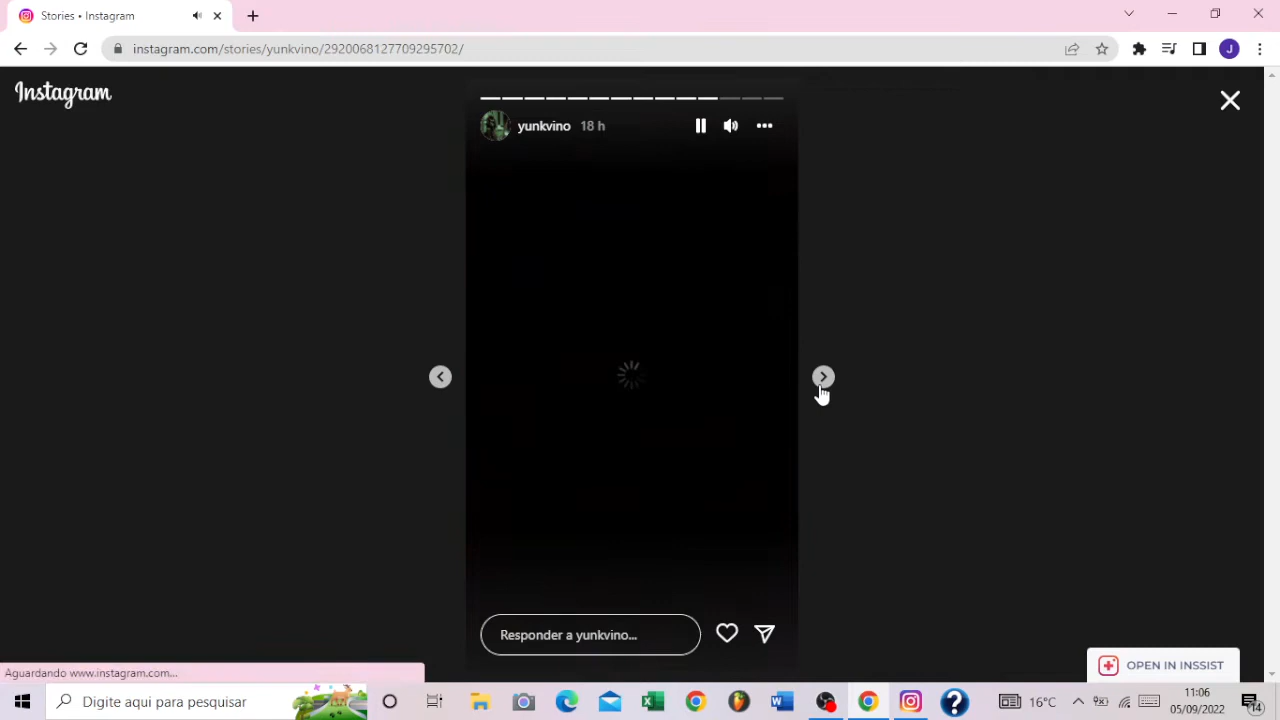 Stories • Instagram
instagram.com/stories/yunkvino/2920068127709295702/
J
Instagram
yunkvino 18 h
Responder a yunkvino...
OPEN IN INSSIST
Aguardando www.instagram.com...
Digite aqui para pesquisar
16°C
11:06
05/09/2022
14